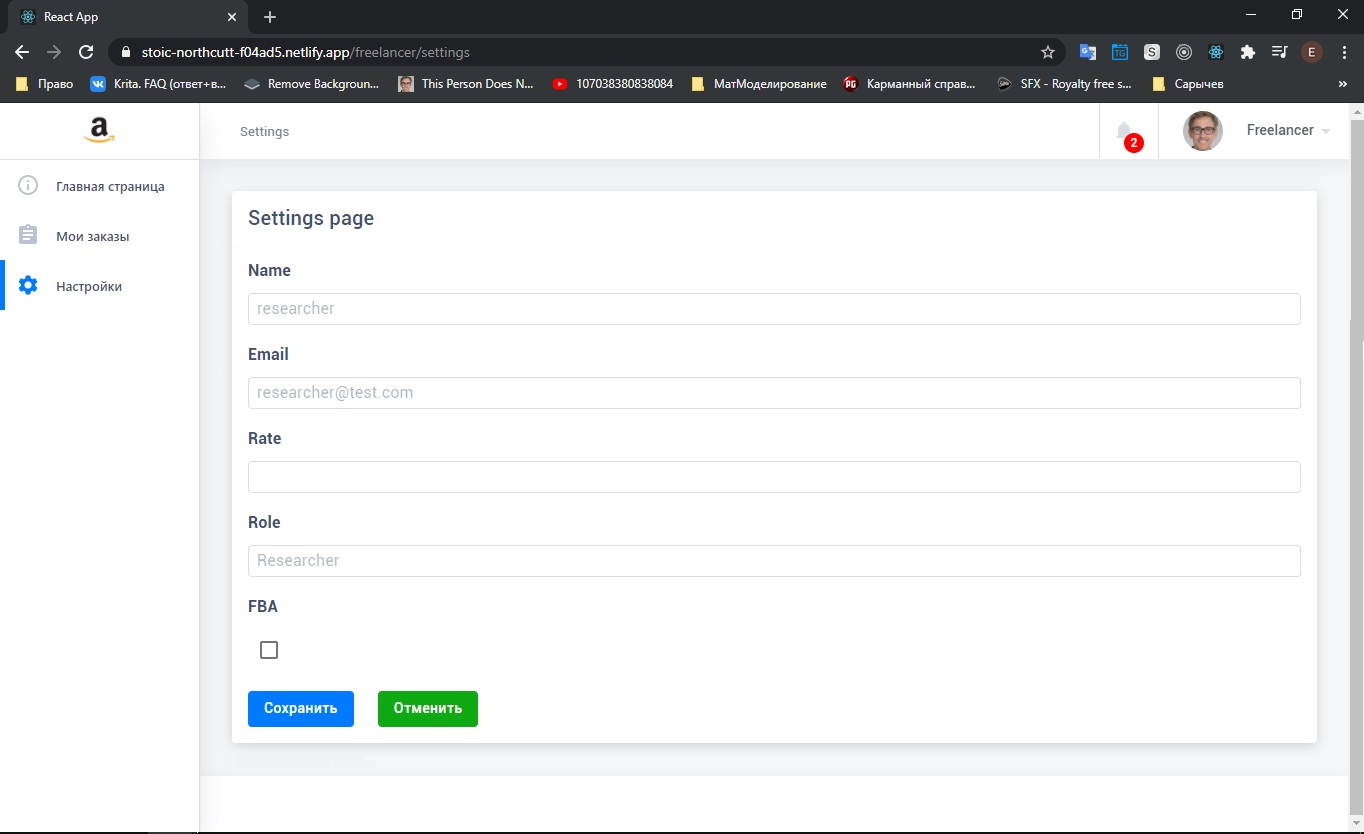 React App
stoic-northcutt-f04ad5.netlify.app/freelancer/settings
TG
S
E
Право
Krita. FAQ (ответ+в...
Remove Backgroun...
This Person Does N...
107038380838084
МатМоделирование
PG
Карманный справ...
SFX - Royalty free s...
Сарычев
a
Settings
2
Freelancer
Главная страница
Мои заказы
Настройки
Settings page
Name
researcher
Email
researcher@test.com
Rate
Role
Researcher
FBA
Сохранить
Отменить